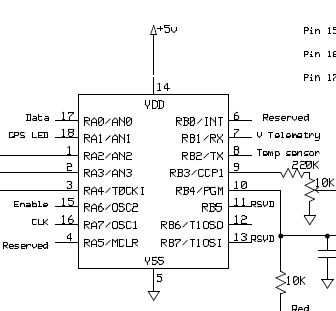 +5v
Pin 15
Pin 16
Pin 17
14
VDD
Data 17 RA0/AN0 RB0/INT 6 Reserved
GPS LED 18 RA1/AN1 RB1/RX 7 V Telemetry
1 RA2/AN2 RB2/TX 8 Temp sensor
2 RA3/AN3 RB3/CCP1 9 220K
3 RA4/T0CKI RB4/PGM 10 10K
Enable 15 RA6/OSC2 RB5 11 RSVD
CLK 16 RA7/OSC1 RB6/T1OSO 12
Reserved 4 RA5/MCLR RB7/T1OSI 13 RSVD
VSS
5
10K
Red